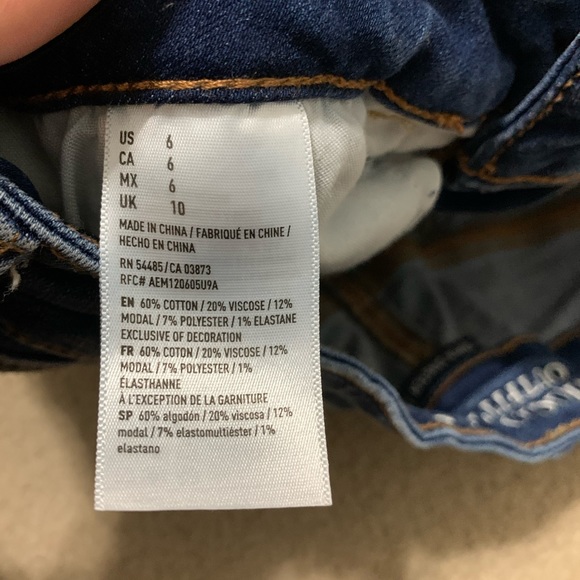 US 6
CA 6
MX 6
UK 10
MADE IN CHINA / FABRIQUÉ EN CHINE /
HECHO EN CHINA
RN 54485 / CA 03873
RFC# AEM120605U9A
EN 60% COTTON / 20% VISCOSE / 12%
MODAL / 7% POLYESTER / 1% ELASTANE
EXCLUSIVE OF DECORATION
FR 60% COTON / 20% VISCOSE / 12%
MODAL / 7% POLYESTER / 1%
ÉLASTHANNE
À L'EXCEPTION DE LA GARNITURE
SP 60% algodón / 20% viscosa / 12%
modal / 7% elastomultiéster / 1%
elastano